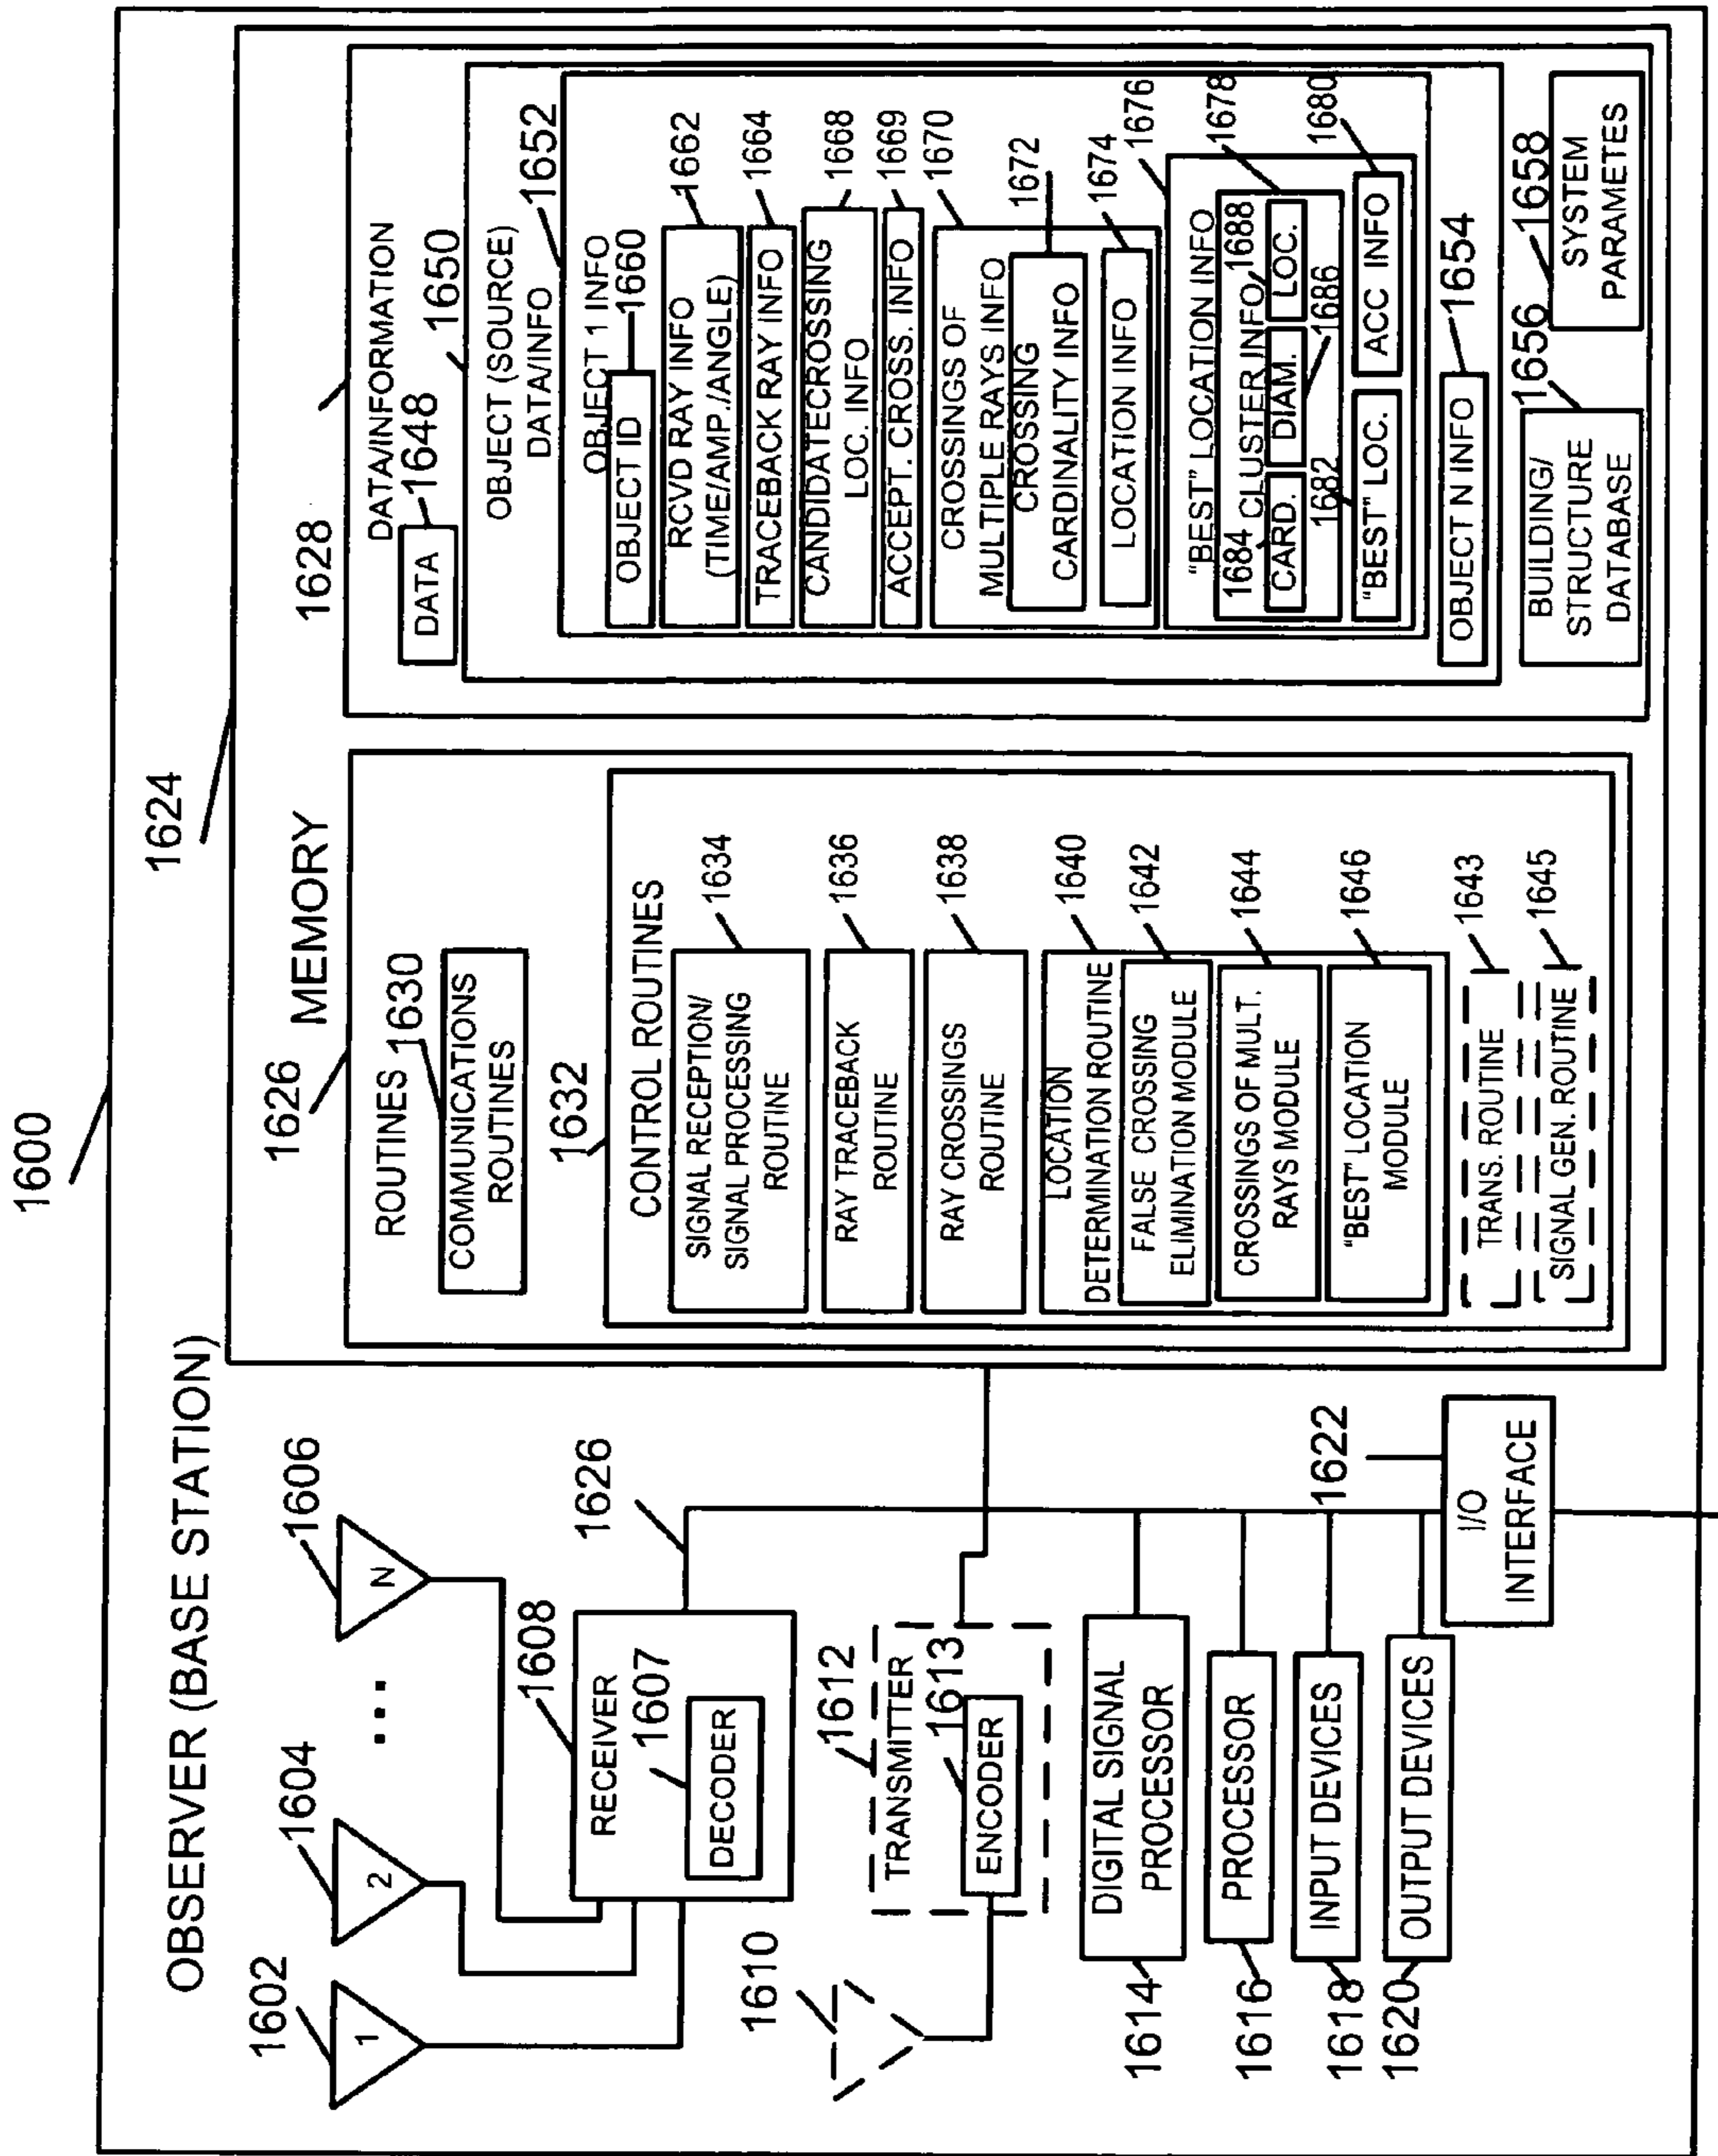 1600
OBSERVER (BASE STATION)
1602
1604
1606
1
2
...
N
1608
RECEIVER
1607
DECODER
1626
1610
1612
TRANSMITTER
1613
ENCODER
DIGITAL SIGNAL
PROCESSOR
1614
PROCESSOR
1616
INPUT DEVICES
1618
OUTPUT DEVICES
1620
1622
I/O
INTERFACE
1624
MEMORY
1626
ROUTINES
1630
COMMUNICATIONS
ROUTINES
1632
CONTROL ROUTINES
SIGNAL RECEPTION/
SIGNAL PROCESSING
ROUTINE
1634
RAY TRACEBACK
ROUTINE
1636
RAY CROSSINGS
ROUTINE
1638
LOCATION
DETERMINATION ROUTINE
1640
FALSE CROSSING
ELIMINATION MODULE
1642
CROSSINGS OF MULT.
RAYS MODULE
1644
"BEST" LOCATION
MODULE
1646
TRANS. ROUTINE
1643
SIGNAL GEN. ROUTINE
1645
1628
DATA/INFORMATION
DATA
1648
1650
OBJECT (SOURCE)
DATA/INFO
1652
OBJECT 1 INFO
OBJECT ID
1660
RCVD RAY INFO
(TIME/AMP./ANGLE)
1662
TRACEBACK RAY INFO
1664
CANDIDATECROSSING
LOC. INFO
1668
ACCEPT. CROSS. INFO
1669
CROSSINGS OF
MULTIPLE RAYS INFO
1670
CROSSING
CARDINALITY INFO
1672
LOCATION INFO
1674
"BEST" LOCATION INFO
1676
1684 CLUSTER INFO 1688
1678
CARD.
DIAM.
LOC.
1682
1686
"BEST" LOC.
ACC INFO
1680
OBJECT N INFO
1654
BUILDING/
STRUCTURE
DATABASE
1656
SYSTEM
PARAMETES
1658